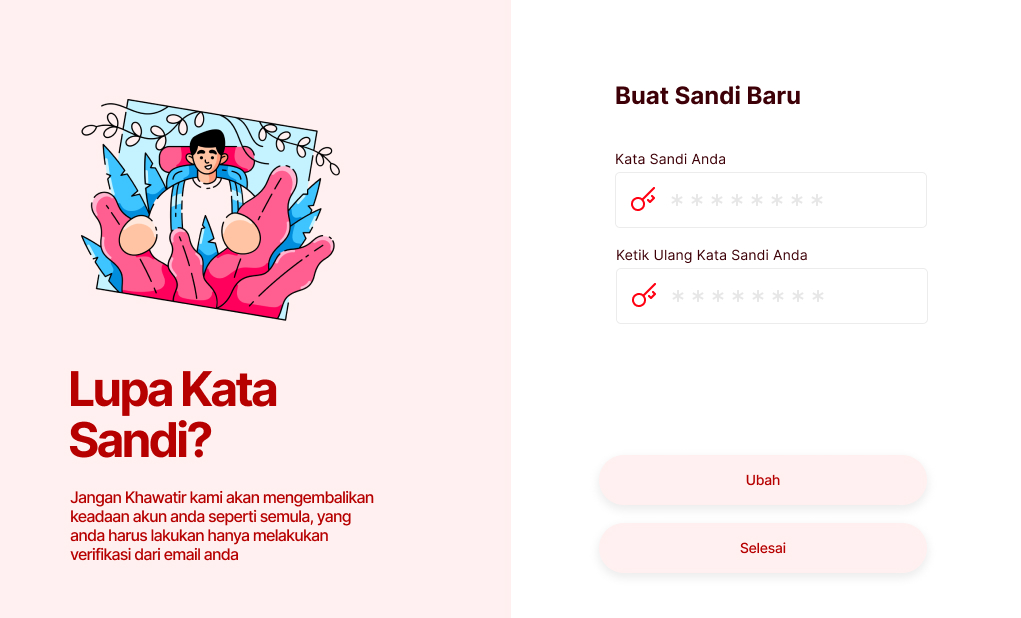 Lupa Kata
Sandi?
Jangan Khawatir kami akan mengembalikan
keadaan akun anda seperti semula, yang
anda harus lakukan hanya melakukan
verifikasi dari email anda
Buat Sandi Baru
Kata Sandi Anda
* * * * * * * *
Ketik Ulang Kata Sandi Anda
* * * * * * * *
Ubah
Selesai